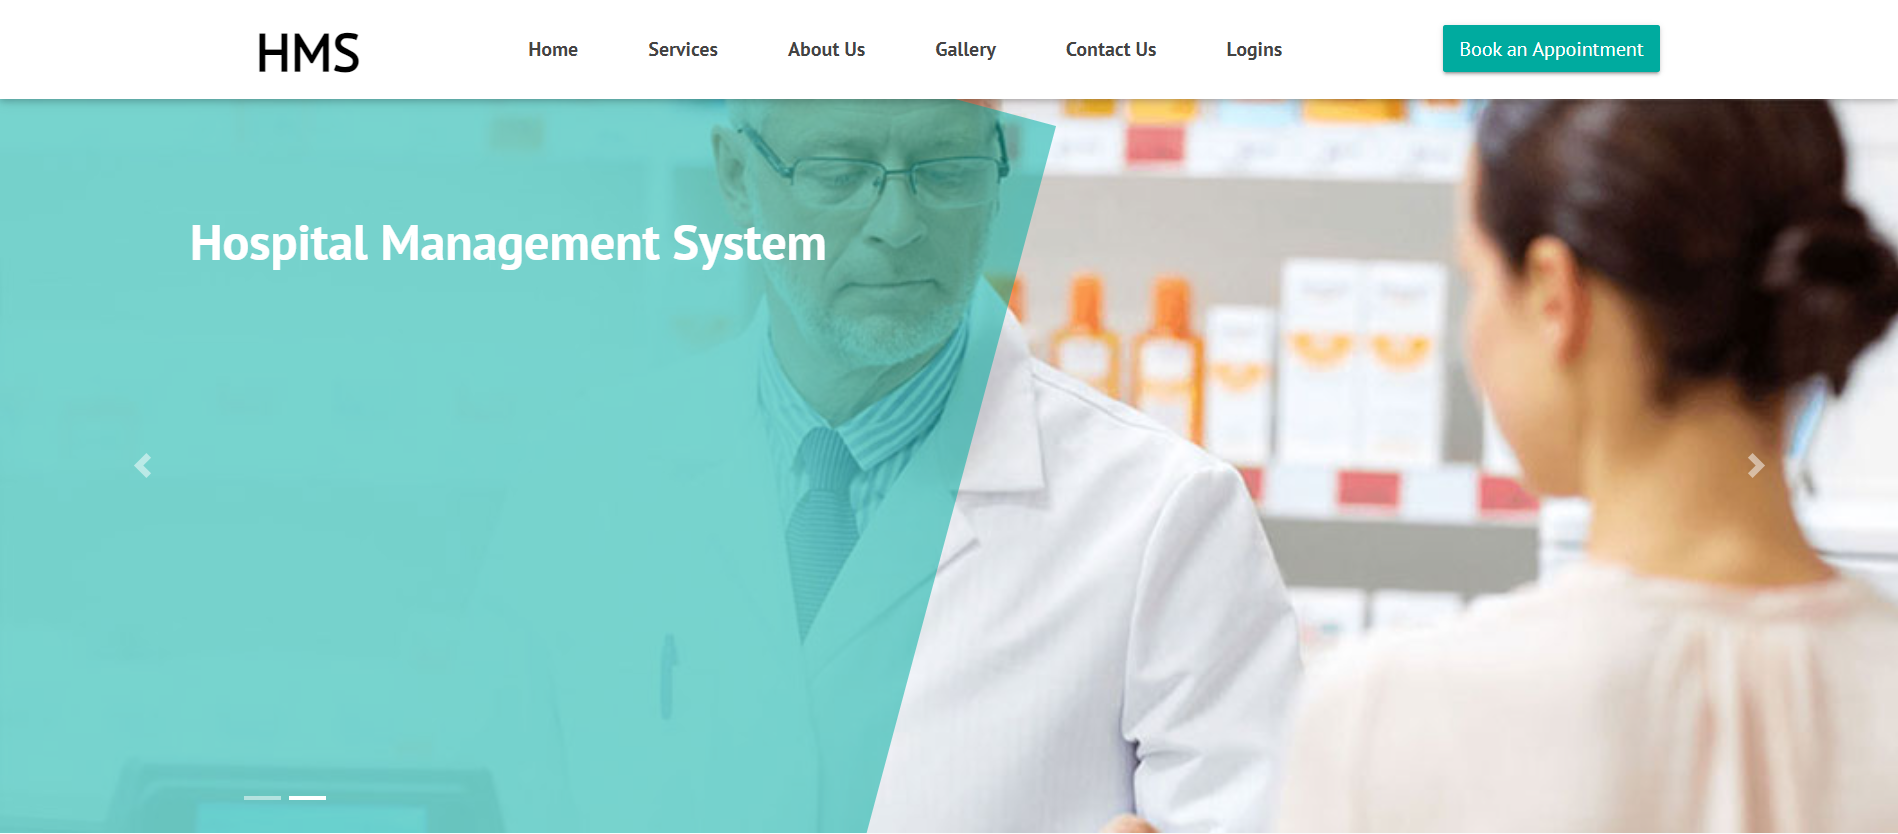 HMS
Home Services About Us Gallery Contact Us Logins
Book an Appointment
Hospital Management System